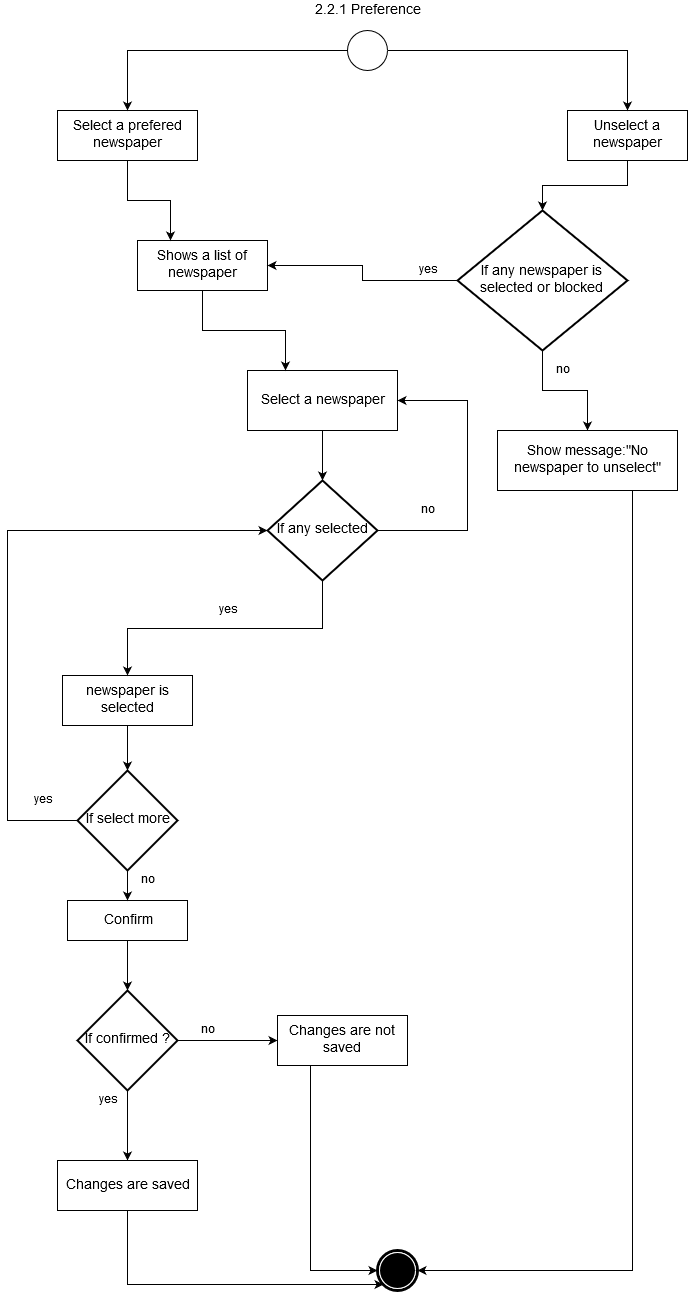 2.2.1 Preference
Select a prefered
newspaper
Unselect a
newspaper
Shows a list of
newspaper
yes
If any newspaper is
selected or blocked
no
Select a newspaper
Show message:"No
newspaper to unselect"
If any selected
no
yes
newspaper is
selected
yes
If select more
no
Confirm
If confirmed ?
no
Changes are not
saved
yes
Changes are saved